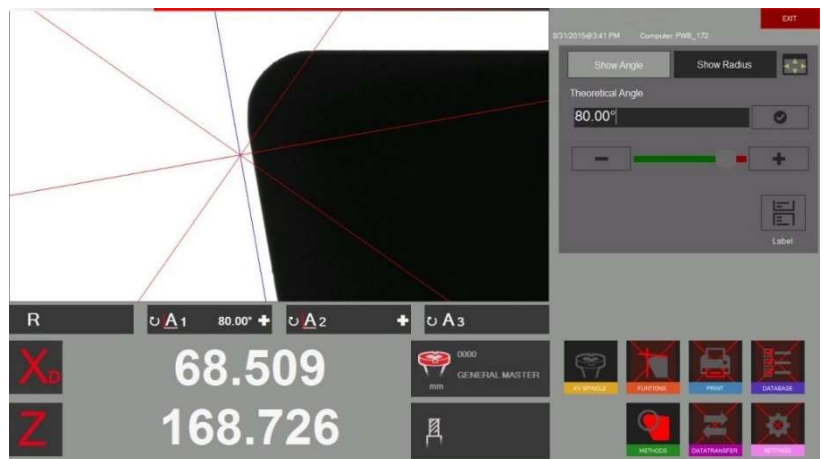 EXIT
8/31/2015@3:41 PM Computer-PWB_172
Show Angle Show Radius
Theoretical Angle
80.00°
Label
R A1 80.00° A2 A3
XD 68.509 0000
GENERAL MASTER
mm
Z 168.726
FUNTIONS PRINT DATABASE
METHODS DATATRANSFER SETTINGS